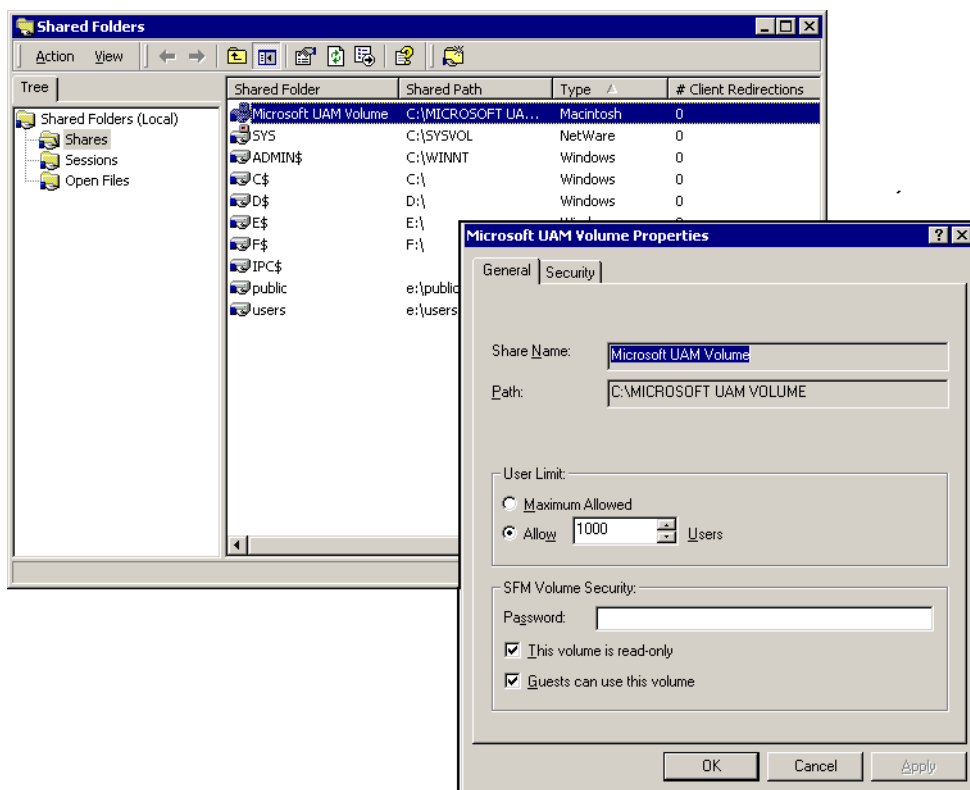 Shared Folders
Action View
Tree
Shared Folder Shared Path Type # Client Redirections
Shared Folders (Local)
Shares
Sessions
Open Files
Microsoft UAM Volume C:\MICROSOFT UA... Macintosh 0
SYS C:\SYSVOL NetWare 0
ADMIN$ C:\WINNT Windows 0
C$ C:\ Windows 0
D$ D:\ Windows 0
E$ E:\
F$ F:\
IPC$
public e:\public
users e:\users
Microsoft UAM Volume Properties
General Security
Share Name: Microsoft UAM Volume
Path: C:\MICROSOFT UAM VOLUME
User Limit:
Maximum Allowed
Allow 1000 Users
SFM Volume Security:
Password:
This volume is read-only
Guests can use this volume
OK Cancel Apply